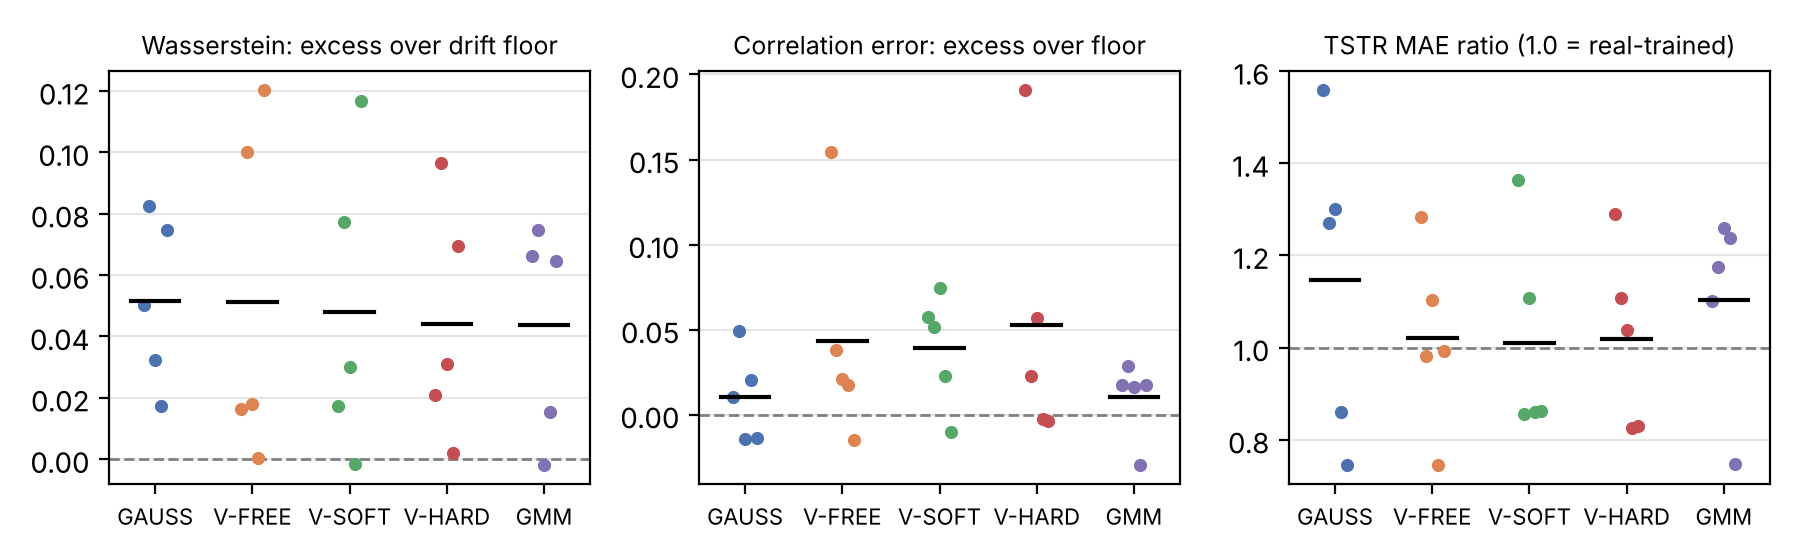 Wasserstein: excess over drift floor
0.12
0.10
0.08
0.06
0.04
0.02
0.00
GAUSS V-FREE V-SOFT V-HARD GMM
Correlation error: excess over floor
0.20
0.15
0.10
0.05
0.00
GAUSS V-FREE V-SOFT V-HARD GMM
TSTR MAE ratio (1.0 = real-trained)
1.6
1.4
1.2
1.0
0.8
GAUSS V-FREE V-SOFT V-HARD GMM